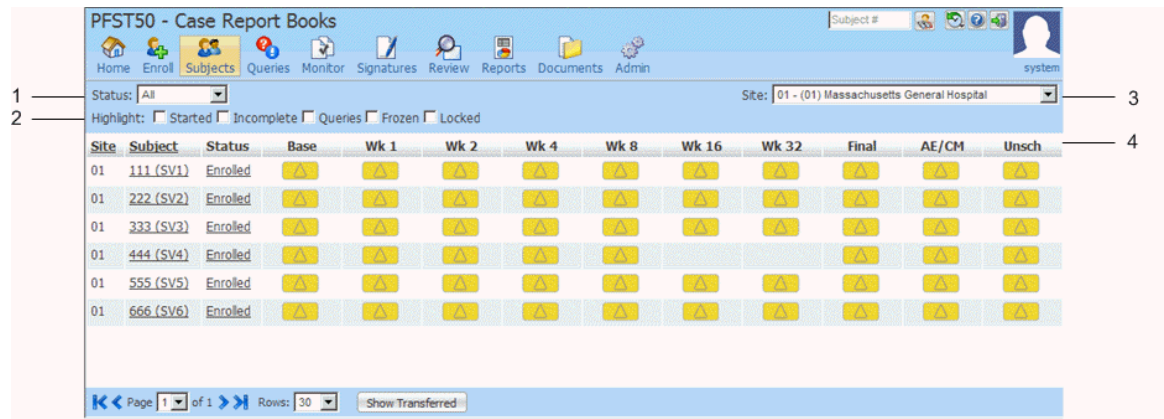 PFST50 - Case Report Books
Subject #
Home Enroll Subjects Queries Monitor Signatures Review Reports Documents Admin
system
1
Status: All
Site: 01 - (01) Massachusetts General Hospital
3
2
Highlight: Started Incomplete Queries Frozen Locked
Site Subject Status Base Wk 1 Wk 2 Wk 4 Wk 8 Wk 16 Wk 32 Final AE/CM Unsch
4
01 111 (SV1) Enrolled
01 222 (SV2) Enrolled
01 333 (SV3) Enrolled
01 444 (SV4) Enrolled
01 555 (SV5) Enrolled
01 666 (SV6) Enrolled
Page 1 of 1 Rows: 30 Show Transferred